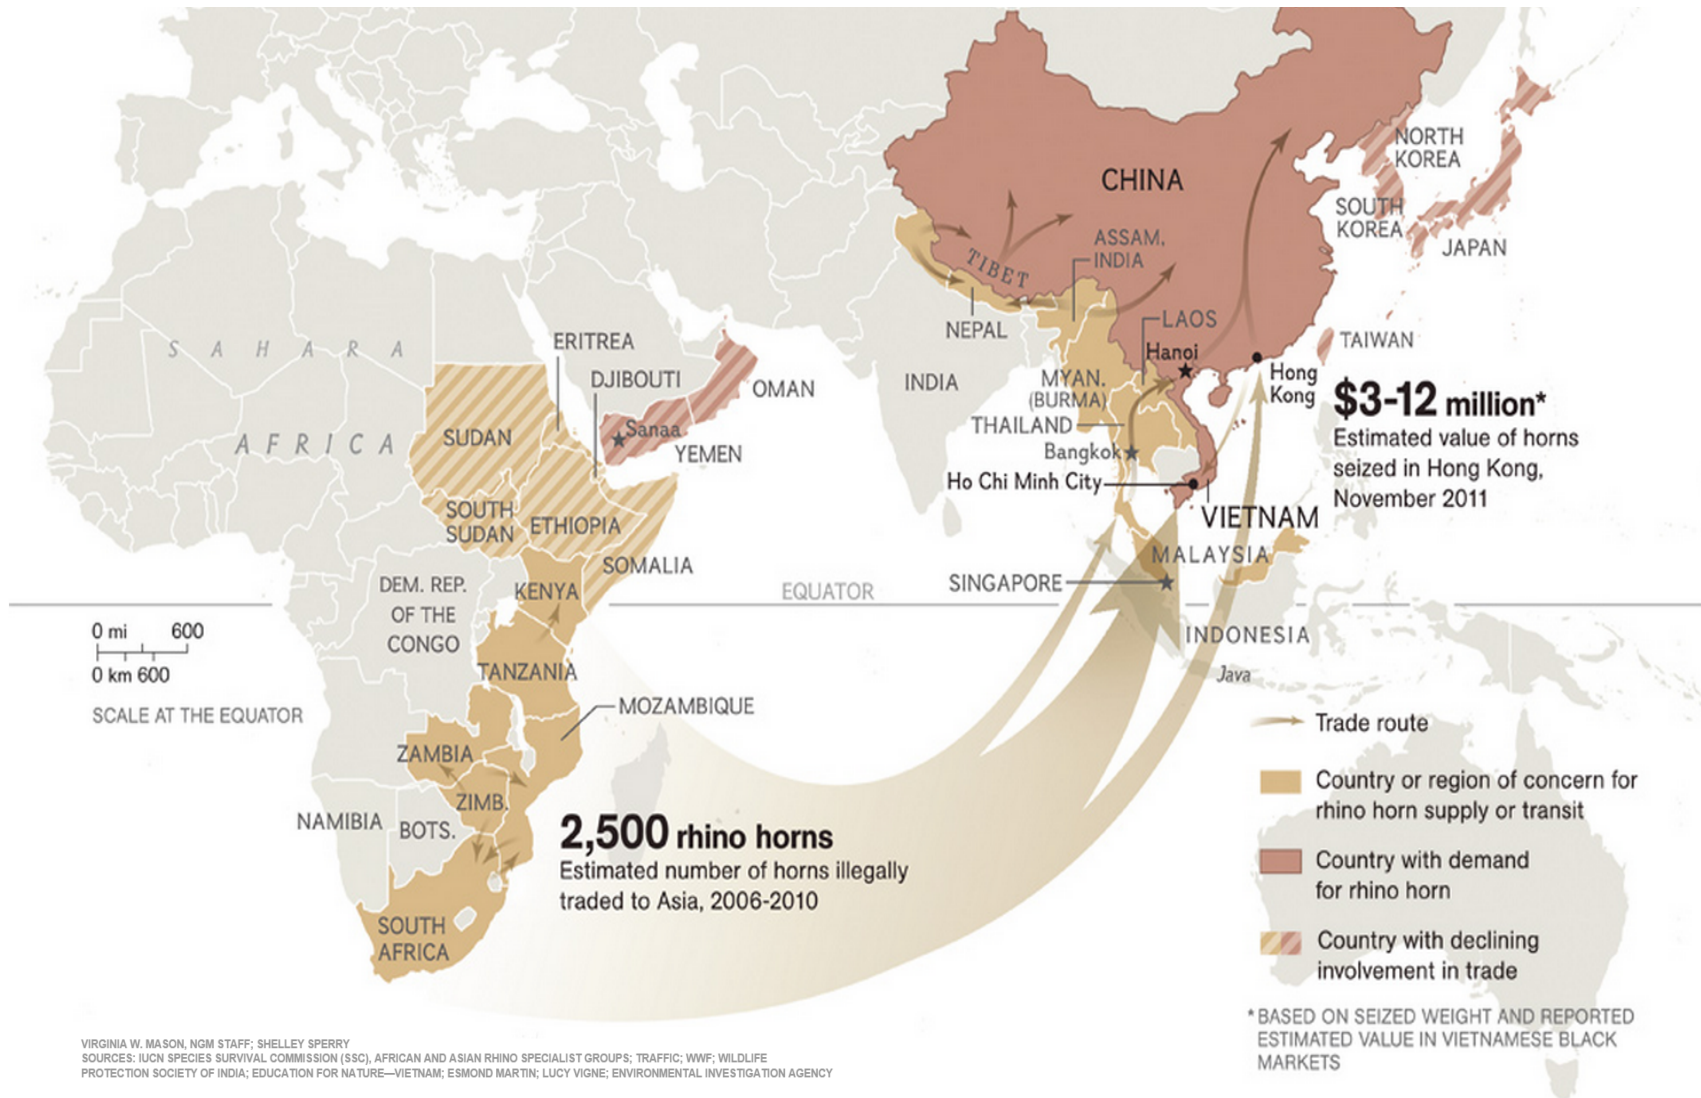 CHINA
NORTH
KOREA
SOUTH
KOREA
JAPAN
ASSAM,
INDIA
TIBET
NEPAL
LAOS
Hanoi
TAIWAN
Hong
Kong
INDIA
MYAN.
(BURMA)
THAILAND
Bangkok
Ho Chi Minh City
VIETNAM
MALAYSIA
SINGAPORE
INDONESIA
Java
$3-12 million*
Estimated value of horns
seized in Hong Kong,
November 2011
SAHARA
AFRICA
ERITREA
DJIBOUTI
OMAN
Sanaa
YEMEN
SUDAN
SOUTH
SUDAN
ETHIOPIA
SOMALIA
KENYA
DEM. REP.
OF THE
CONGO
EQUATOR
0 mi 600
0 km 600
SCALE AT THE EQUATOR
TANZANIA
MOZAMBIQUE
ZAMBIA
ZIMB.
NAMIBIA
BOTS.
SOUTH
AFRICA
2,500 rhino horns
Estimated number of horns illegally
traded to Asia, 2006-2010
Trade route
Country or region of concern for
rhino horn supply or transit
Country with demand
for rhino horn
Country with declining
involvement in trade
*BASED ON SEIZED WEIGHT AND REPORTED
ESTIMATED VALUE IN VIETNAMESE BLACK
MARKETS
VIRGINIA W. MASON, NGM STAFF; SHELLEY SPERRY
SOURCES: IUCN SPECIES SURVIVAL COMMISSION (SSC), AFRICAN AND ASIAN RHINO SPECIALIST GROUPS; TRAFFIC; WWF; WILDLIFE
PROTECTION SOCIETY OF INDIA; EDUCATION FOR NATURE—VIETNAM; ESMOND MARTIN; LUCY VIGNE; ENVIRONMENTAL INVESTIGATION AGENCY